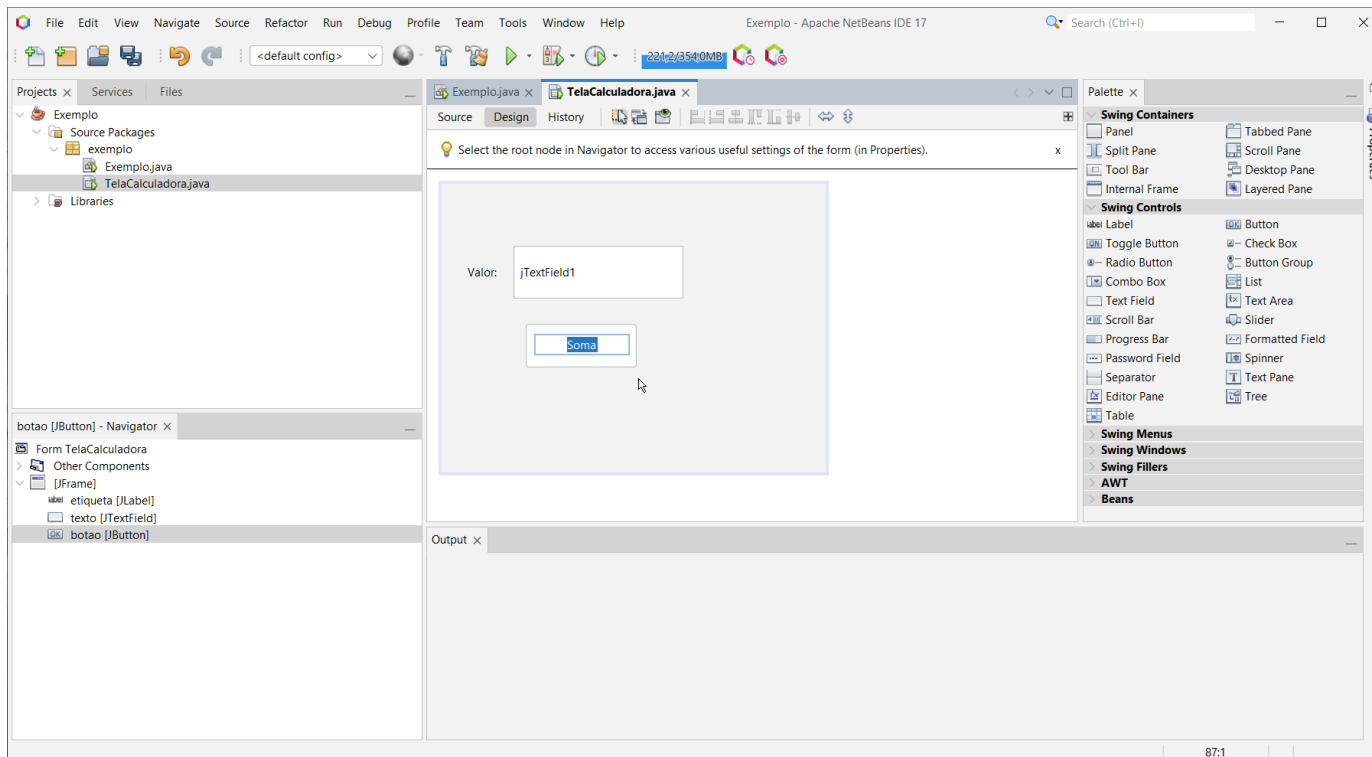 File Edit View Navigate Source Refactor Run Debug Profile Team Tools Window Help Exemplo - Apache NetBeans IDE 17 Search (Ctrl+I)
<default config> 221,2/354,0MB
Projects Services Files
Exemplo
Source Packages
exemplo
Exemplo.java
TelaCalculadora.java
Libraries
botao [JButton] - Navigator
Form TelaCalculadora
Other Components
[JFrame]
label etiqueta [JLabel]
texto [JTextField]
OK botao [JButton]
Exemplo.java TelaCalculadora.java
Source Design History
Select the root node in Navigator to access various useful settings of the form (in Properties). x
Valor: jTextField1
Soma
Output
Palette
Swing Containers
Panel Tabbed Pane
Split Pane Scroll Pane
Tool Bar Desktop Pane
Internal Frame Layered Pane
Swing Controls
label Label OK Button
ON Toggle Button Check Box
Radio Button Button Group
Combo Box List
Text Field Text Area
Scroll Bar Slider
Progress Bar Formatted Field
Password Field Spinner
Separator T Text Pane
Editor Pane Tree
Table
Swing Menus
Swing Windows
Swing Fillers
AWT
Beans
87:1